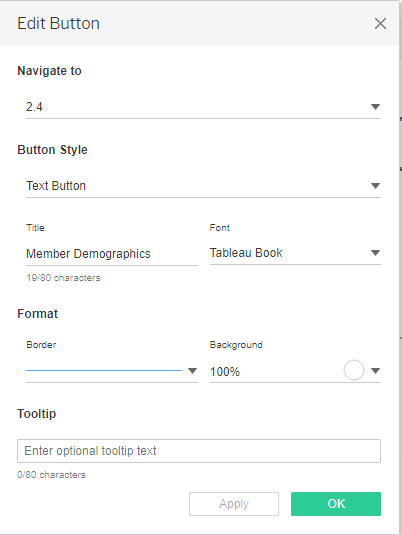 Edit Button
Navigate to
2.4
Button Style
Text Button
Title
Font
Member Demographics
Tableau Book
19/80 characters
Format
Border
Background
100%
Tooltip
Enter optional tooltip text
0/80 characters
Apply
OK